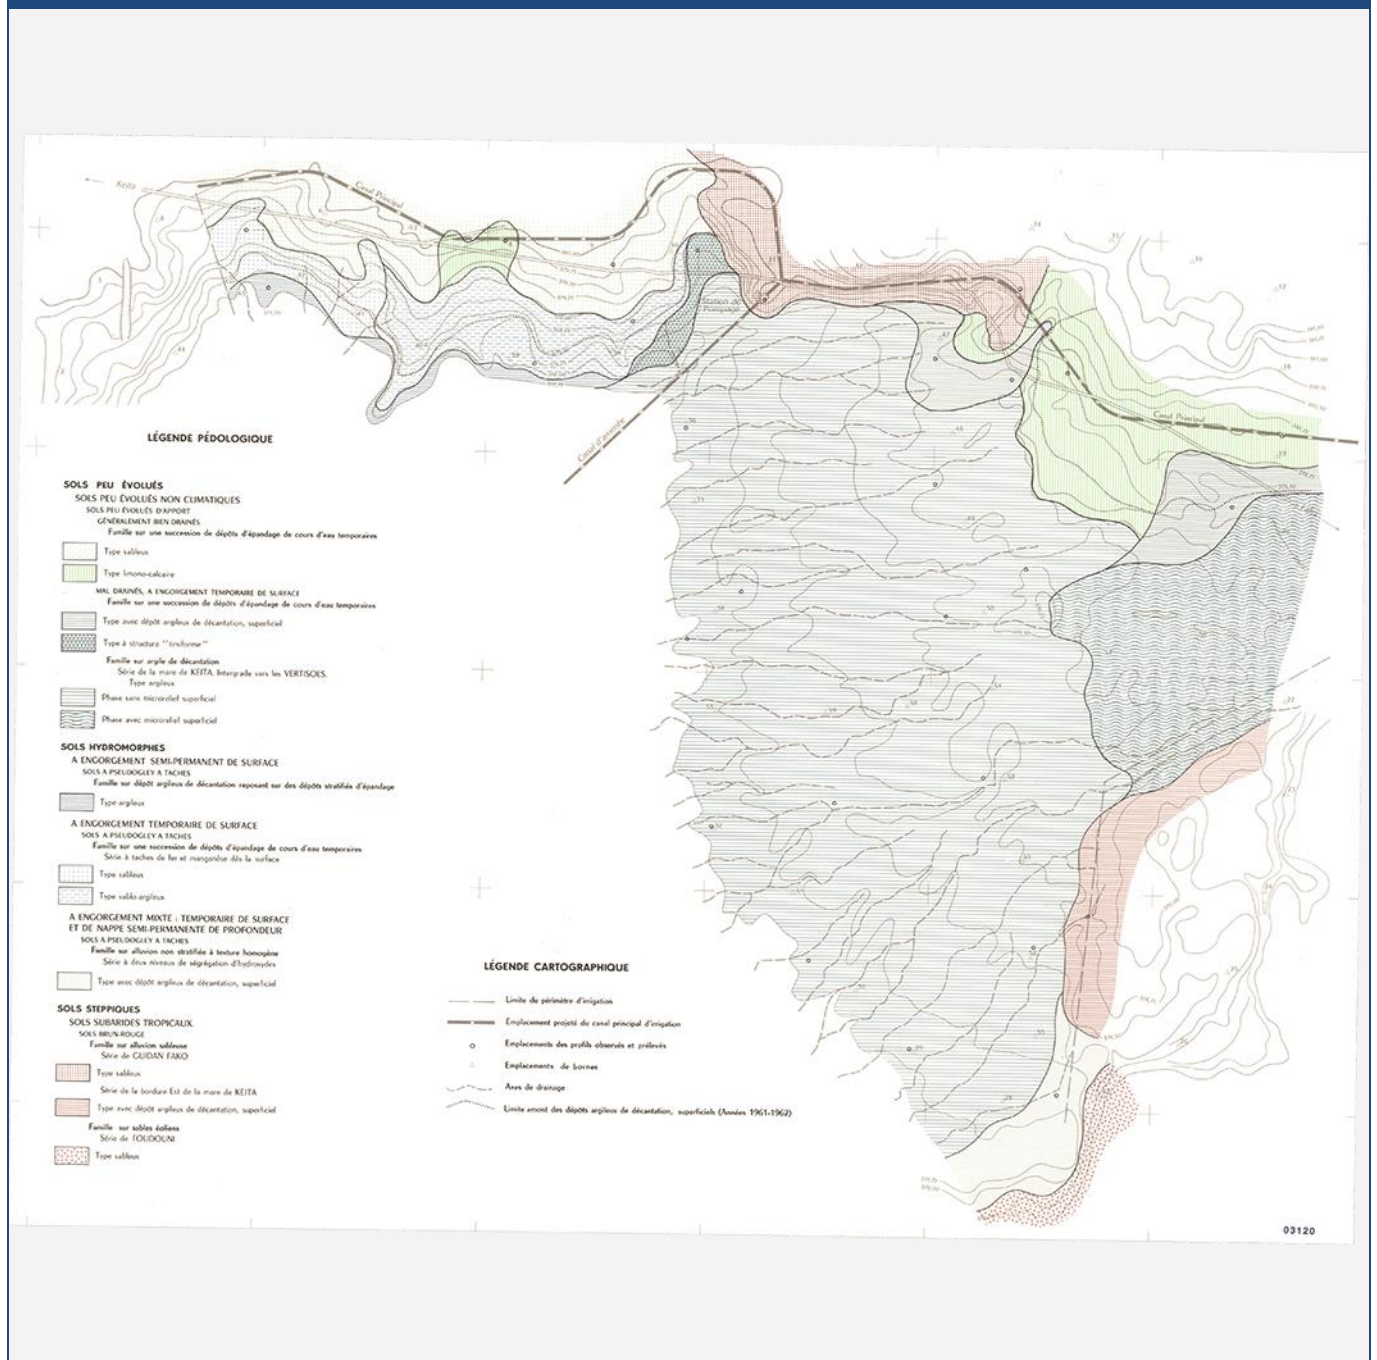 Keita
Canal Principal
Station de
Pompage
Canal d'amenée
Canal Principal
LÉGENDE PÉDOLOGIQUE
SOLS PEU ÉVOLUÉS
SOLS PEU ÉVOLUÉS NON CLIMATIQUES
SOLS PEU ÉVOLUÉS D'APPORT
GÉNÉRALEMENT BIEN DRAINÉS
Famille sur une succession de dépôts d'épandage de cours d'eau temporaires
Type sableux
Type limono-calcaire
MAL DRAINÉS, A ENGORGEMENT TEMPORAIRE DE SURFACE
Famille sur une succession de dépôts d'épandage de cours d'eau temporaires
Type avec dépôt argileux de décantation, superficiel
Type à structure "tirsiforme"
Famille sur argile de décantation
Série de la mare de KEITA, Intergrade vers les VERTISOLS.
Type argileux
Phase sans microrelief superficiel
Phase avec microrelief superficiel
SOLS HYDROMORPHES
A ENGORGEMENT SEMI-PERMANENT DE SURFACE
SOLS A PSEUDOGLEY A TACHES
Famille sur dépôt argileux de décantation reposant sur des dépôts stratifiés d'épandage
Type argileux
A ENGORGEMENT TEMPORAIRE DE SURFACE
SOLS A PSEUDOGLEY A TACHES
Famille sur une succession de dépôts d'épandage de cours d'eau temporaires
Série à taches de fer et manganèse dès la surface
Type sableux
Type sablo-argileux
A ENGORGEMENT MIXTE : TEMPORAIRE DE SURFACE
ET DE NAPPE SEMI-PERMANENTE DE PROFONDEUR
SOLS A PSEUDOGLEY A TACHES
Famille sur alluvion non stratifiée à texture homogène
Série à deux niveaux de ségrégation d'hydroxydes
Type avec dépôt argileux de décantation, superficiel
SOLS STEPPIQUES
SOLS SUBARIDES TROPICAUX
SOLS BRUN-ROUGE
Famille sur alluvion sableuse
Série de GUIDAN FAKO
Type sableux
Série de la bordure Est de la mare de KEITA
Type avec dépôt argileux de décantation, superficiel
Famille sur sables éoliens
Série de TOUDOUNI
Type sableux
LÉGENDE CARTOGRAPHIQUE
Limite de périmètre d'irrigation
Emplacement projeté du canal principal d'irrigation
Emplacements des profils observés et prélevés
Emplacements de bornes
Axes de drainage
Limite amont des dépôts argileux de décantation, superficiels (Années 1961-1962)
03120